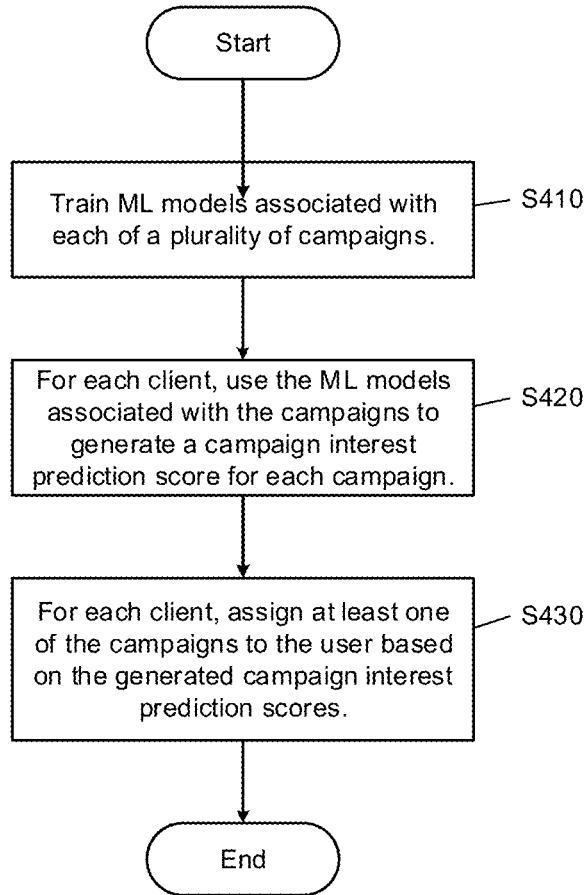 Start
Train ML models associated with
each of a plurality of campaigns.
S410
For each client, use the ML models
associated with the campaigns to
generate a campaign interest
prediction score for each campaign.
S420
For each client, assign at least one
of the campaigns to the user based
on the generated campaign interest
prediction scores.
S430
End